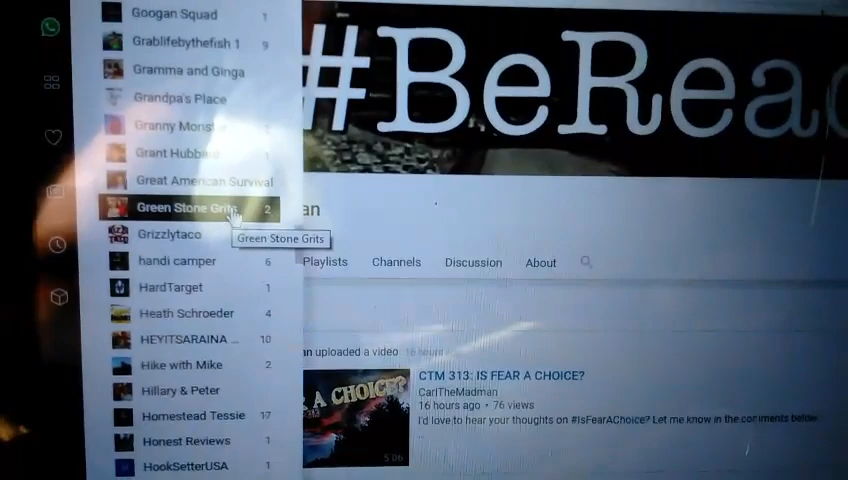 Googan Squad 1
Grablifebythefish 1 9
Gramma and Ginga
Grandpa's Place
Granny
Grant Hubbard 1
Great American Survival
Green Stone Grits 2
Grizzlytaco
Green Stone Grits
handi camper 6
HardTarget 1
Heath Schroeder 4
HEYITSARAINA ... 10
Hike with Mike 2
Hillary & Peter
Homestead Tessie 17
Honest Reviews 1
HookSetterUSA 1
#BeRead
an
Playlists Channels Discussion About
an uploaded a video 16 hours
A CHOICE?
5:06
CTM 313: IS FEAR A CHOICE?
CarlTheMadman
16 hours ago • 76 views
I'd love to hear your thoughts on #IsFearAChoice? Let me know in the comments below.
...